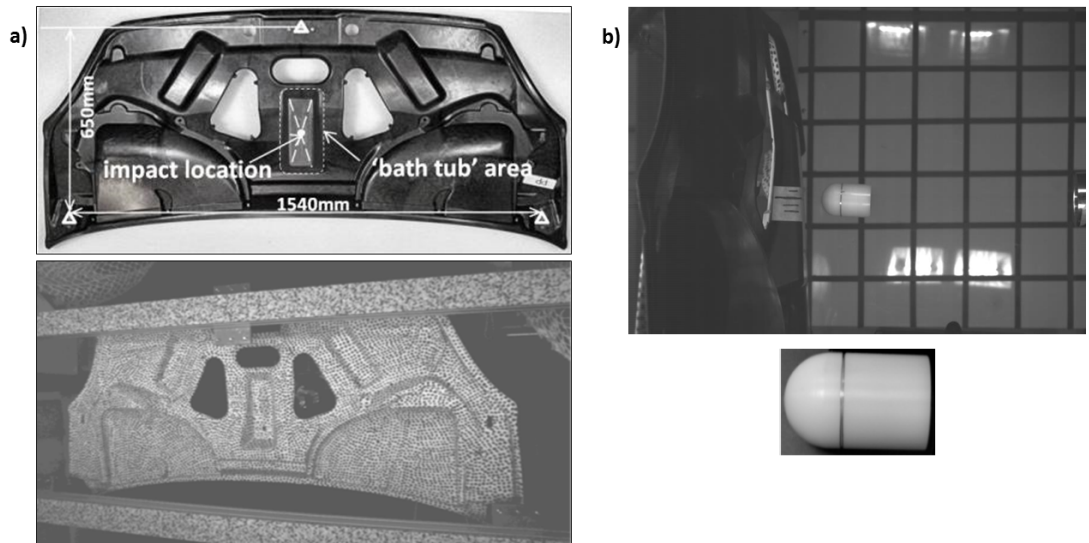 a)
650mm
impact location
'bath tub' area
1540mm
b)